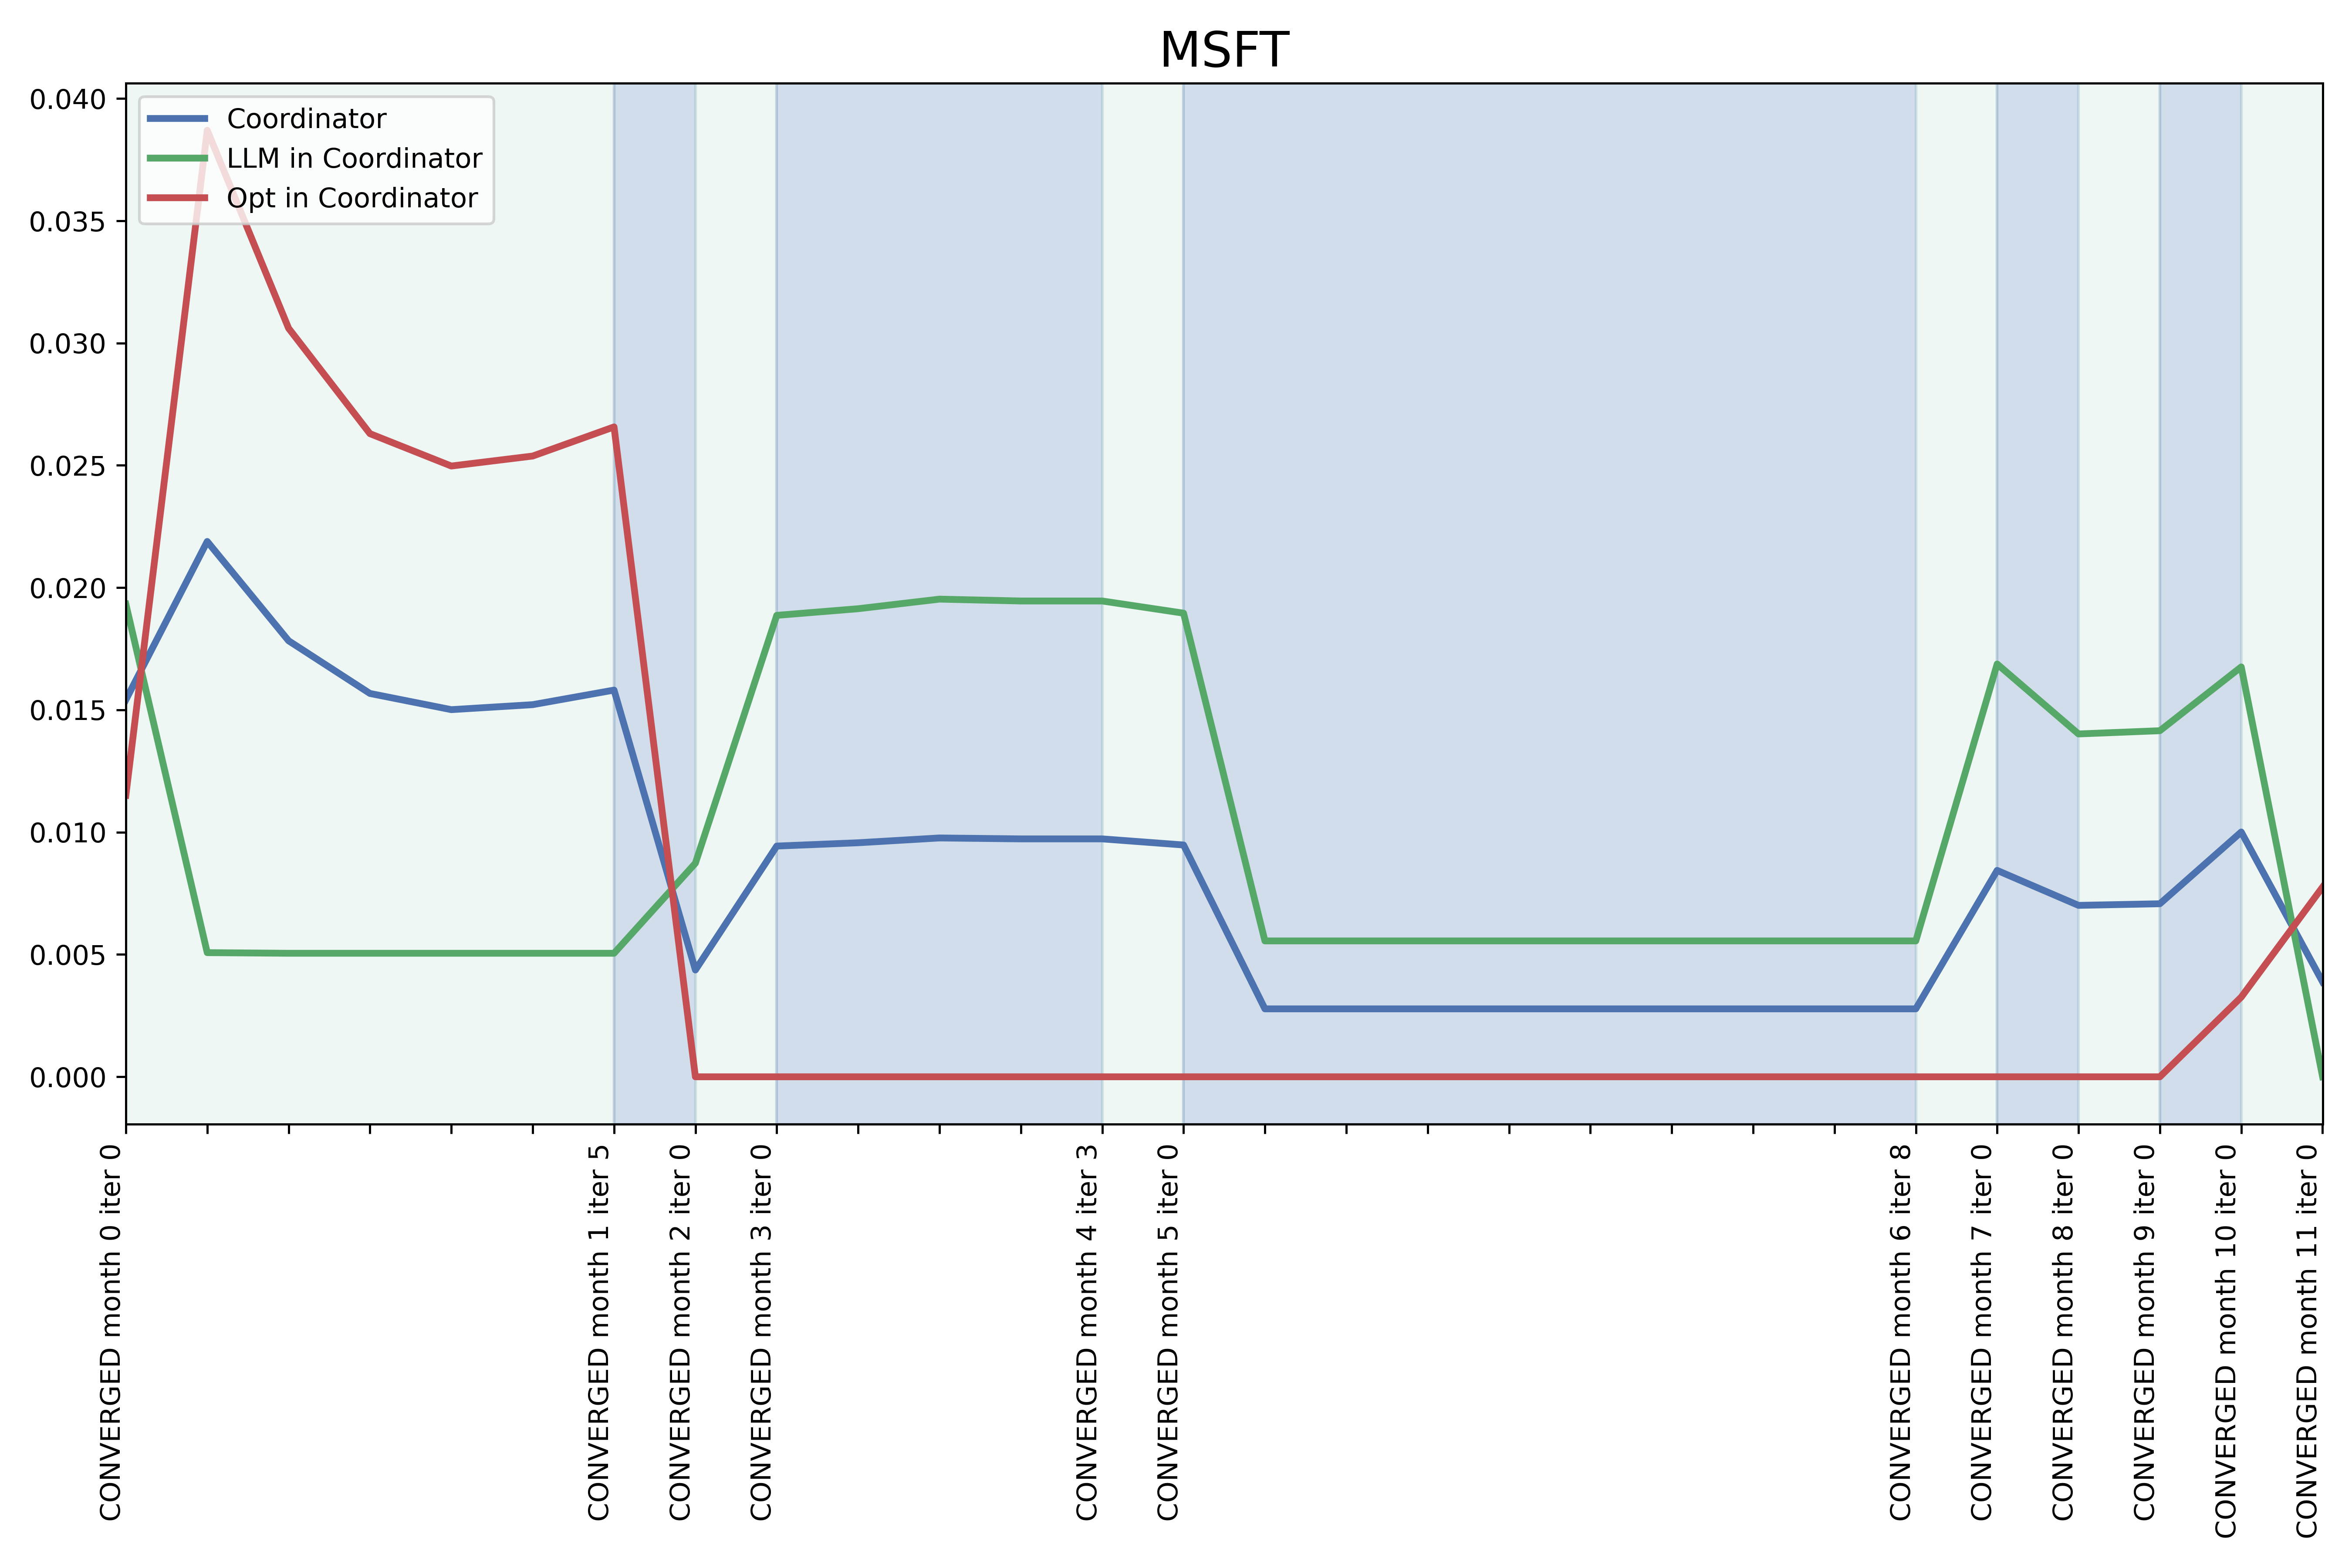 MSFT
0.040
0.035
0.030
0.025
0.020
0.015
0.010
0.005
0.000
Coordinator
LLM in Coordinator
Opt in Coordinator
CONVERGED month 0 iter 0
CONVERGED month 1 iter 5
CONVERGED month 2 iter 0
CONVERGED month 3 iter 0
CONVERGED month 4 iter 3
CONVERGED month 5 iter 0
CONVERGED month 6 iter 8
CONVERGED month 7 iter 0
CONVERGED month 8 iter 0
CONVERGED month 9 iter 0
CONVERGED month 10 iter 0
CONVERGED month 11 iter 0